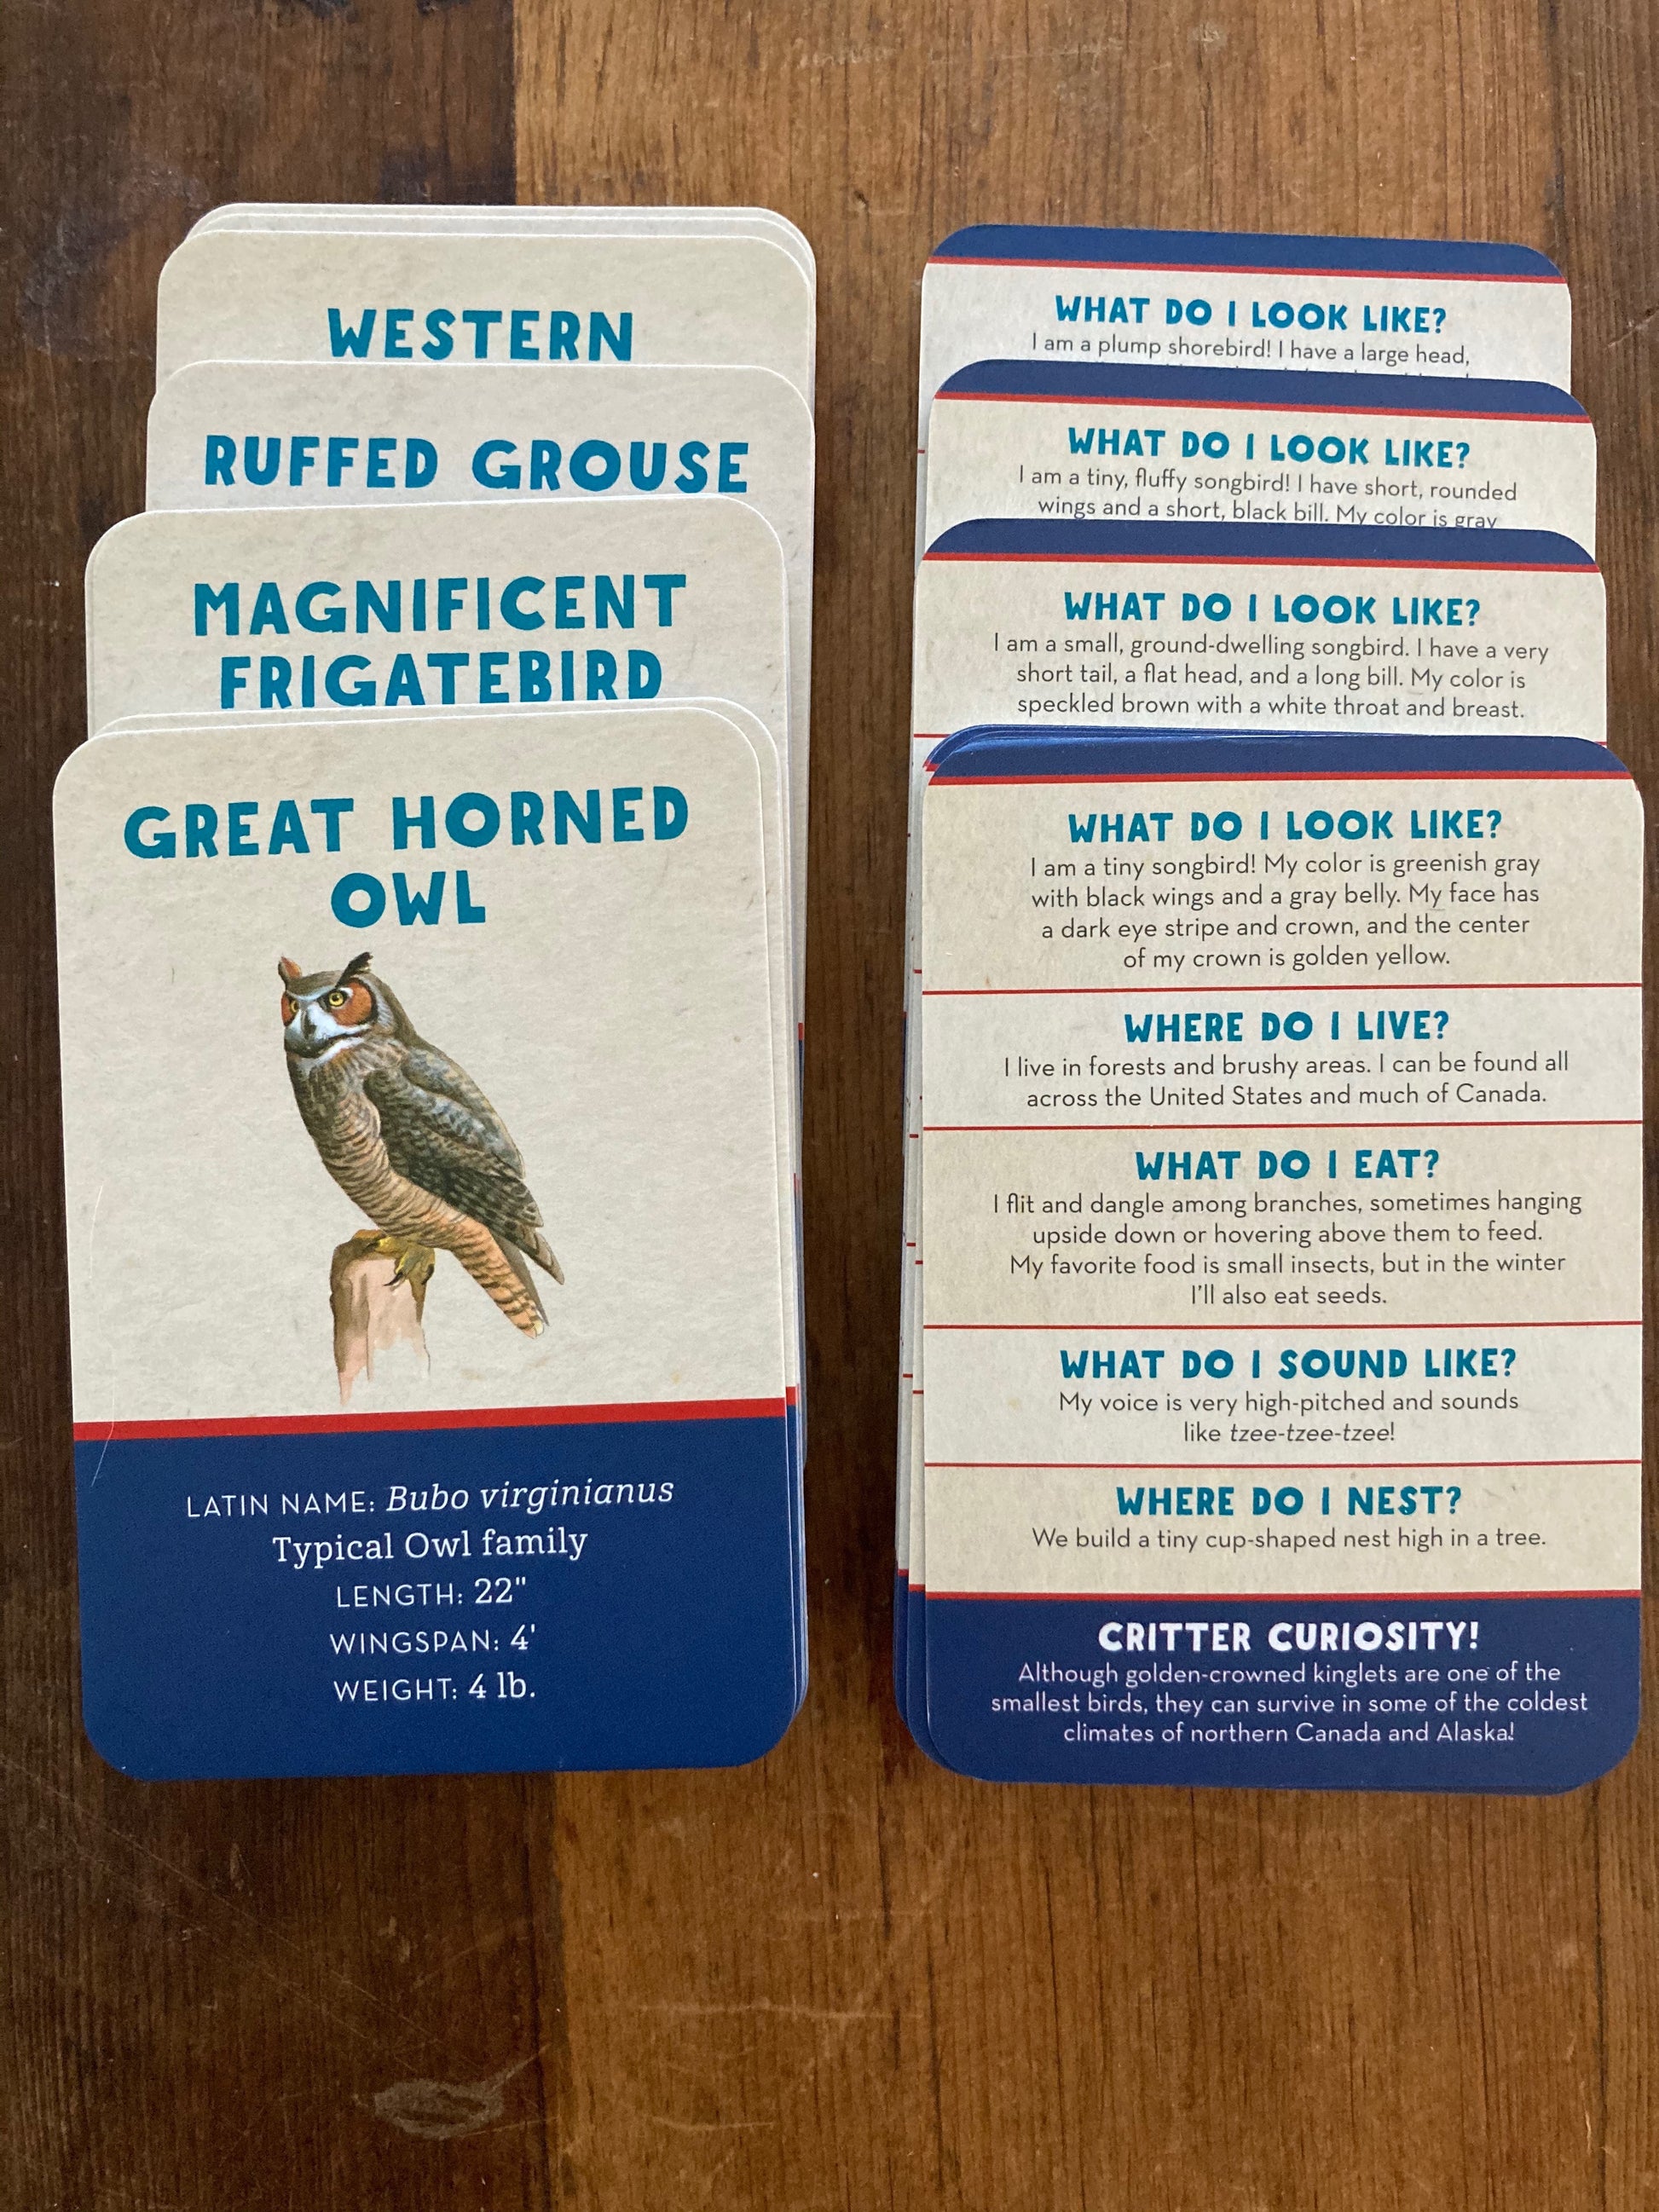 WESTERN
RUFFED GROUSE
MAGNIFICENT
FRIGATEBIRD
GREAT HORNED
OWL
LATIN NAME: Bubo virginianus
Typical Owl family
LENGTH: 22"
WINGSPAN: 4'
WEIGHT: 4 lb.
WHAT DO I LOOK LIKE?
I am a plump shorebird! I have a large head,
WHAT DO I LOOK LIKE?
I am a tiny, fluffy songbird! I have short, rounded
wings and a short, black bill. My color is gray
WHAT DO I LOOK LIKE?
I am a small, ground-dwelling songbird. I have a very
short tail, a flat head, and a long bill. My color is
speckled brown with a white throat and breast.
WHAT DO I LOOK LIKE?
I am a tiny songbird! My color is greenish gray
with black wings and a gray belly. My face has
a dark eye stripe and crown, and the center
of my crown is golden yellow.
WHERE DO I LIVE?
I live in forests and brushy areas. I can be found all
across the United States and much of Canada.
WHAT DO I EAT?
I flit and dangle among branches, sometimes hanging
upside down or hovering above them to feed.
My favorite food is small insects, but in the winter
I'll also eat seeds.
WHAT DO I SOUND LIKE?
My voice is very high-pitched and sounds
like tzee-tzee-tzee!
WHERE DO I NEST?
We build a tiny cup-shaped nest high in a tree.
CRITTER CURIOSITY!
Although golden-crowned kinglets are one of the
smallest birds, they can survive in some of the coldest
climates of northern Canada and Alaska!